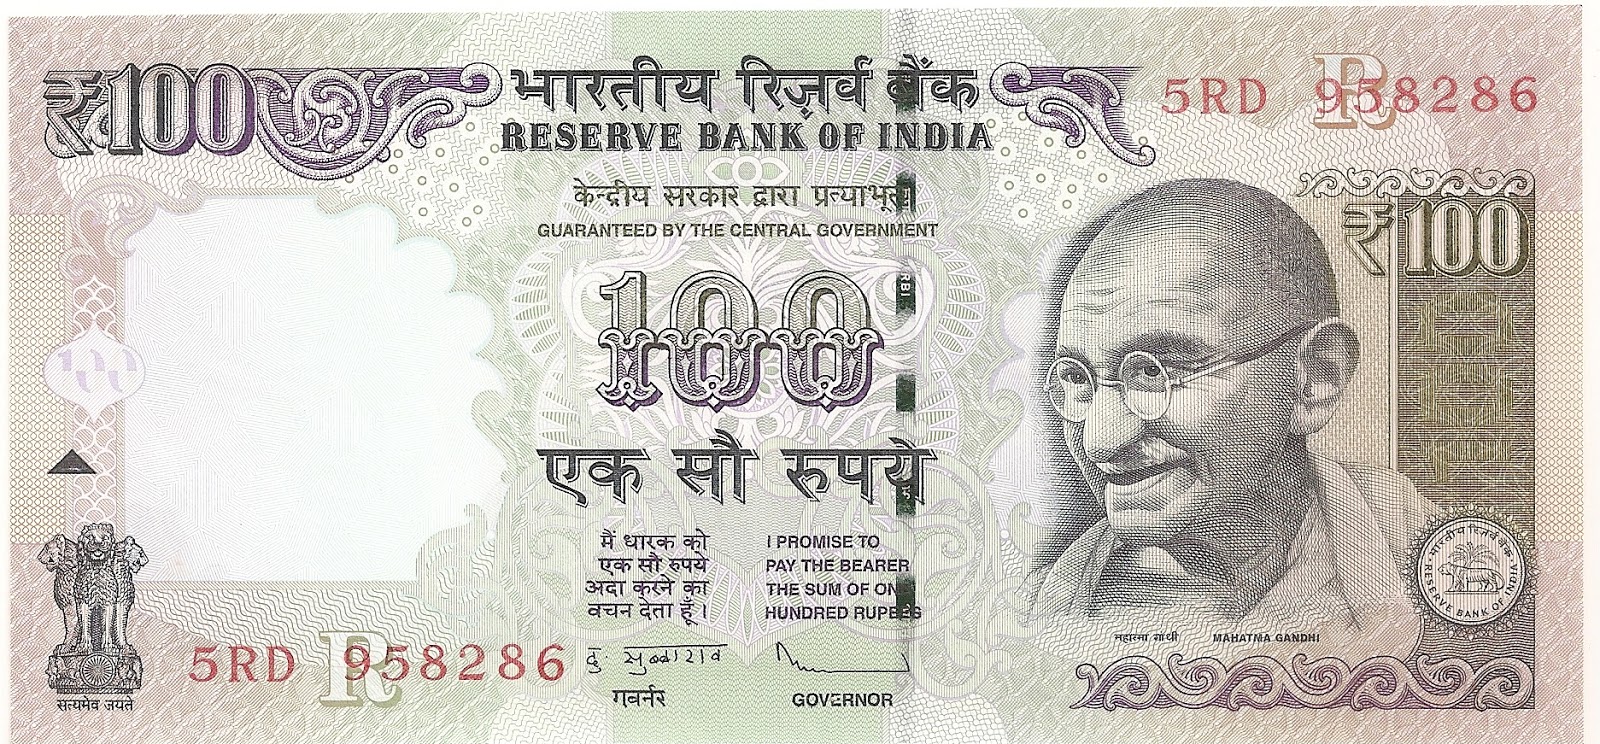 ₹100
भारतीय रिज़र्व बैंक
RESERVE BANK OF INDIA
5RD 958286
R
केन्द्रीय सरकार द्वारा प्रत्याभूत
GUARANTEED BY THE CENTRAL GOVERNMENT
₹100
RBI
100
एक सौ रुपये
मैं धारक को
एक सौ रुपये
अदा करने का
वचन देता हूँ।
I PROMISE TO
PAY THE BEARER
THE SUM OF ONE
HUNDRED RUPEES
भारतीय रिज़र्व बैंक
RESERVE BANK OF INDIA
महात्मा गांधी
MAHATMA GANDHI
5RD 958286
R
दु. सुब्बाराव
गवर्नर
GOVERNOR
सत्यमेव जयते